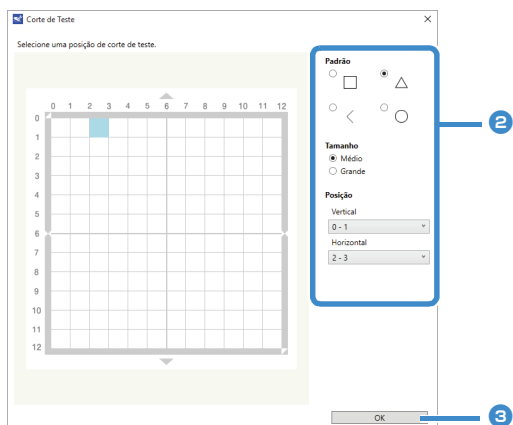 Corte de Teste
Selecione uma posição de corte de teste.
Padrão
0 1 2 3 4 5 6 7 8 9 10 11 12
0
1
2
3
4
5
6
7
8
9
10
11
12
2
Tamanho
Médio
Grande
Posição
Vertical
0 - 1
Horizontal
2 - 3
OK
3